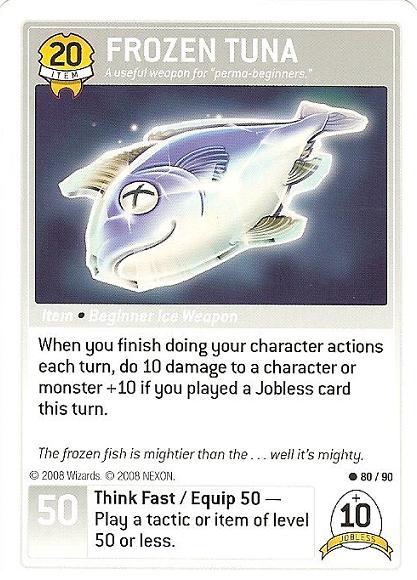 20
ITEM
FROZEN TUNA
A useful weapon for "perma-beginners."
Item • Beginner Ice Weapon
When you finish doing your character actions
each turn, do 10 damage to a character or
monster +10 if you played a Jobless card
this turn.
The frozen fish is mightier than the . . . well it's mighty.
© 2008 Wizards. © 2008 NEXON.
● 80 / 90
50
Think Fast / Equip 50 —
Play a tactic or item of level
50 or less.
+
10
JOBLESS